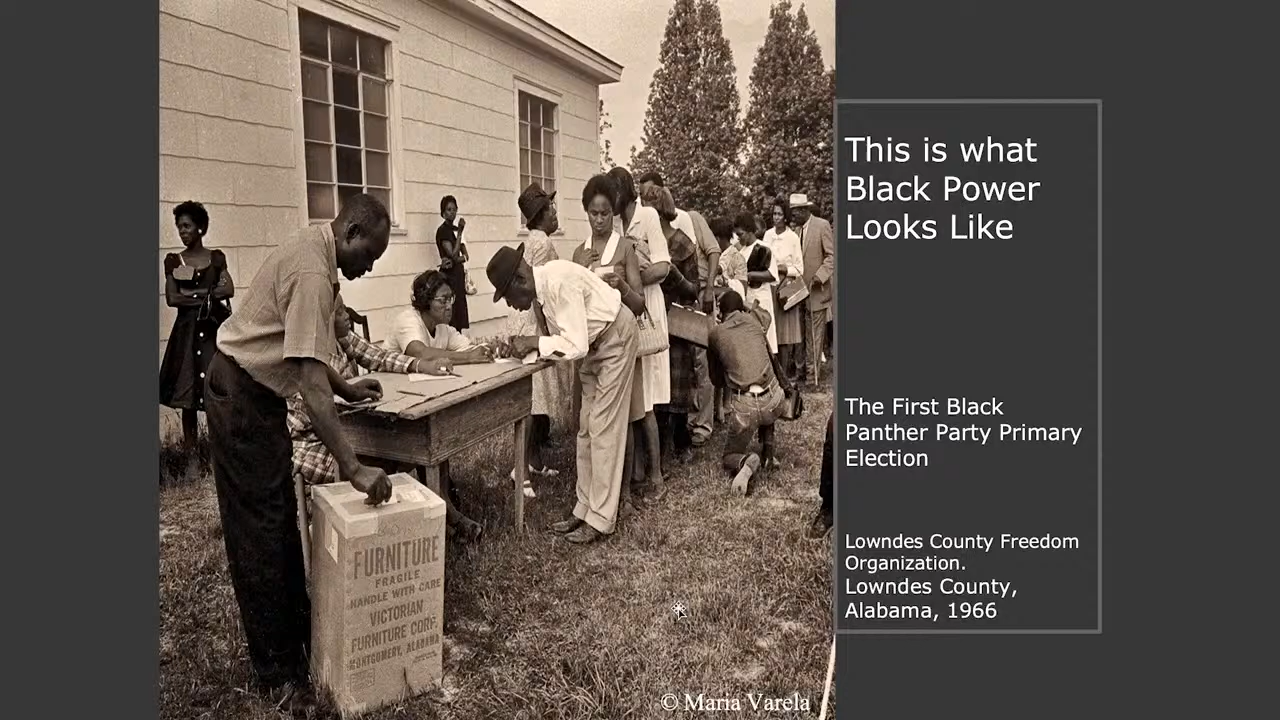 This is what
Black Power
Looks Like
The First Black
Panther Party Primary
Election
Lowndes County Freedom
Organization.
Lowndes County,
Alabama, 1966
FURNITURE
FRAGILE
HANDLE WITH CARE
VICTORIAN
FURNITURE CORP.
MONTGOMERY, ALABAMA
© Maria Varela